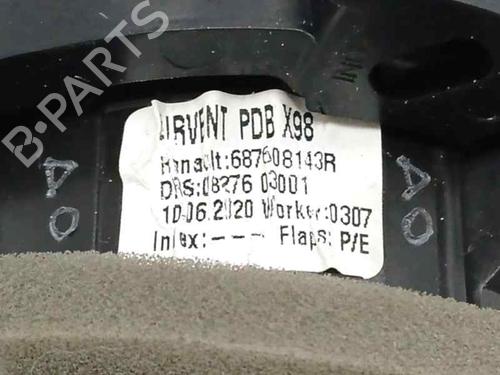 B-PARTS
AIRVENT PDB X98
Renault:687608143R
DRS:08276 03001
10.06.2020 Worker:0307
Index:--- Flaps: P/E
AO
AO